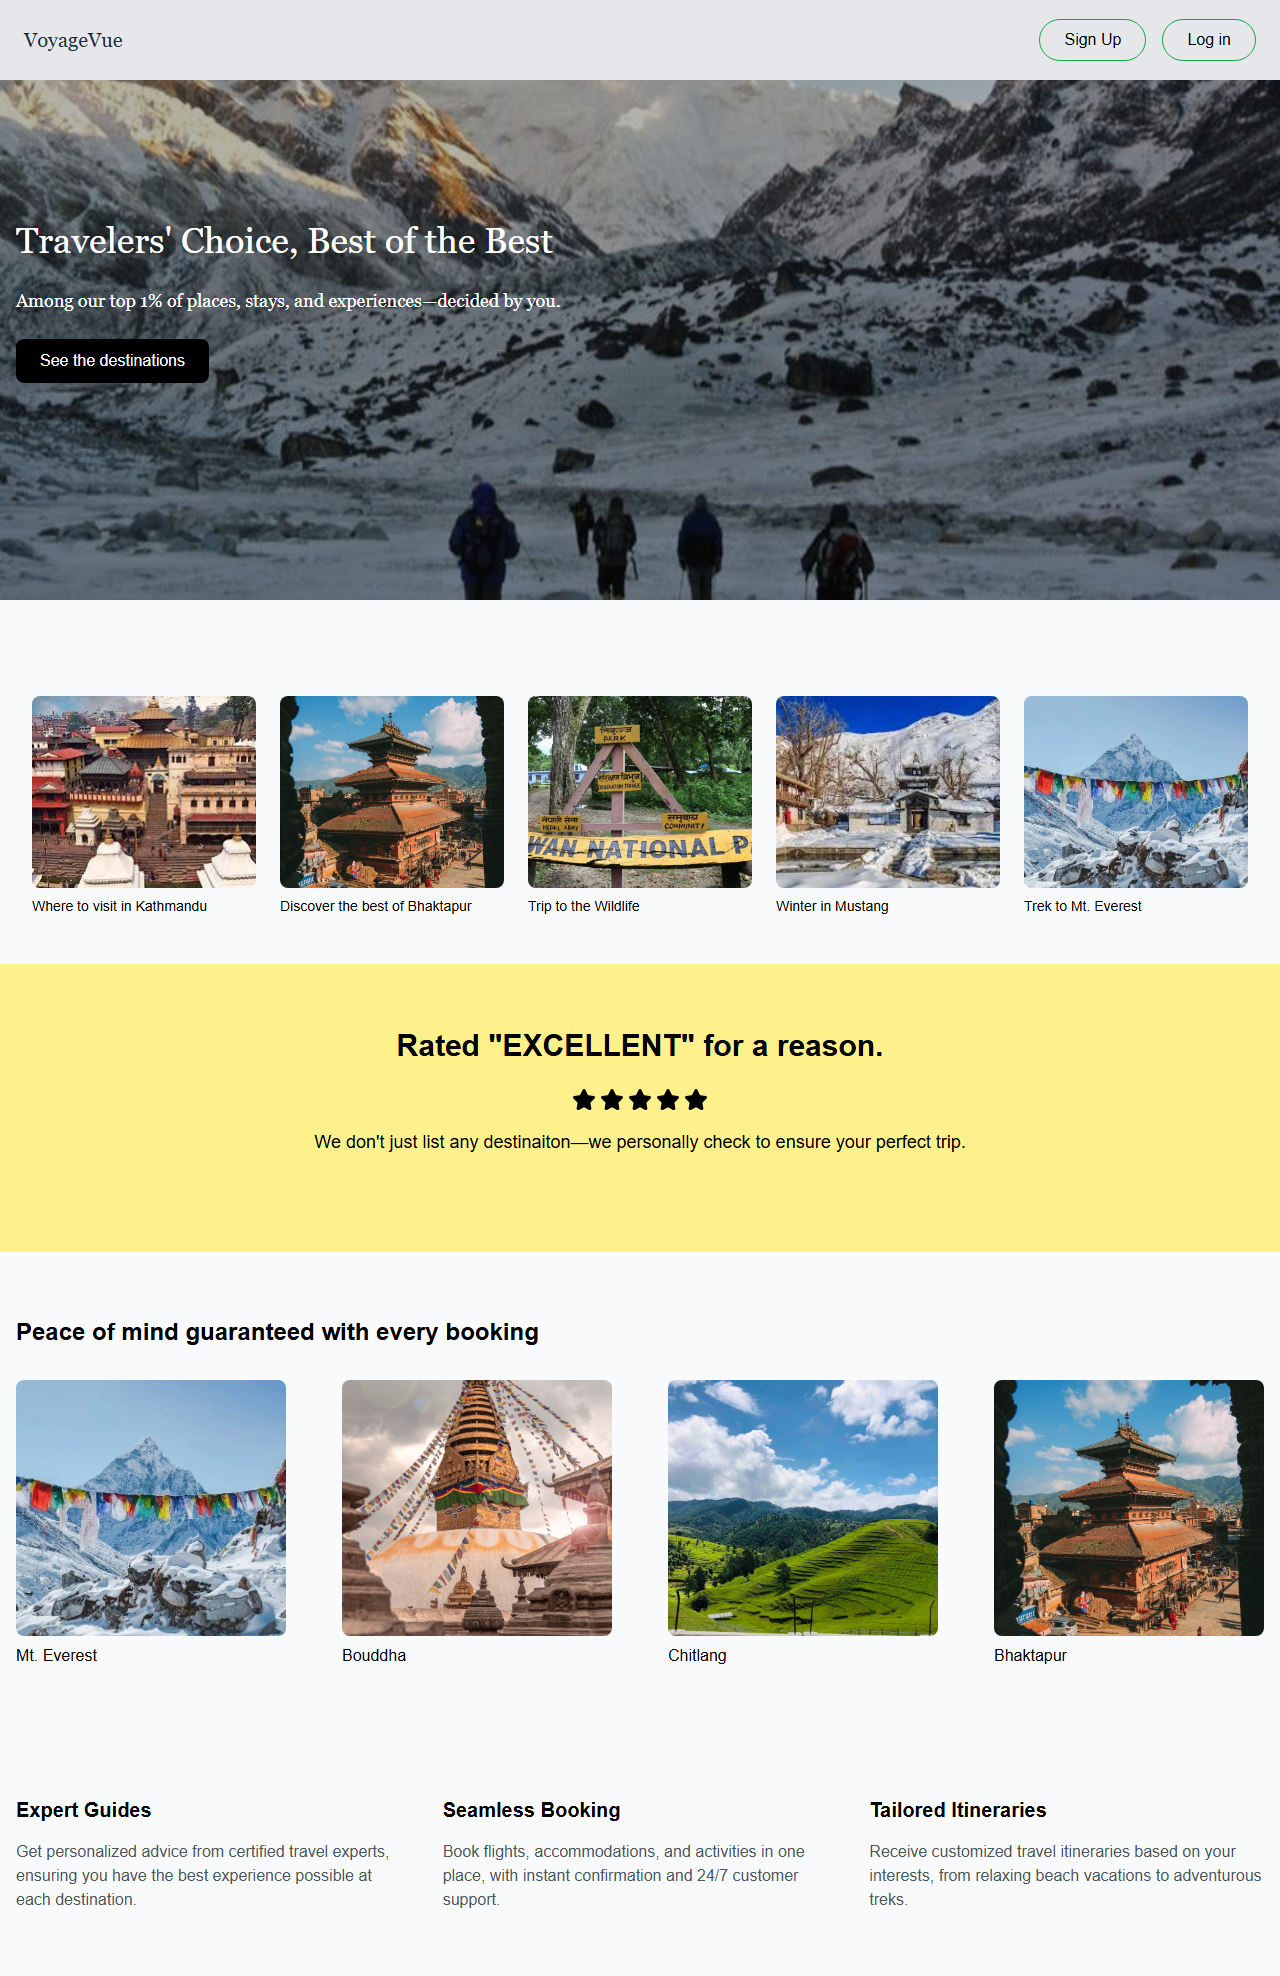 VoyageVue
Sign Up
Log in
Travelers' Choice, Best of the Best
Among our top 1% of places, stays, and experiences—decided by you.
See the destinations
निकुञ्ज
PARK
CONSERVATION TRIANGLE
नेपाली सेना
NEPAL ARMY
समुदाय
COMMUNITY
WAN NATIONAL P
Where to visit in Kathmandu
Discover the best of Bhaktapur
Trip to the Wildlife
Winter in Mustang
Trek to Mt. Everest
Rated "EXCELLENT" for a reason.
We don't just list any destinaiton—we personally check to ensure your perfect trip.
Peace of mind guaranteed with every booking
Mt. Everest
Bouddha
Chitlang
Bhaktapur
Expert Guides
Get personalized advice from certified travel experts,
ensuring you have the best experience possible at
each destination.
Seamless Booking
Book flights, accommodations, and activities in one
place, with instant confirmation and 24/7 customer
support.
Tailored Itineraries
Receive customized travel itineraries based on your
interests, from relaxing beach vacations to adventurous
treks.